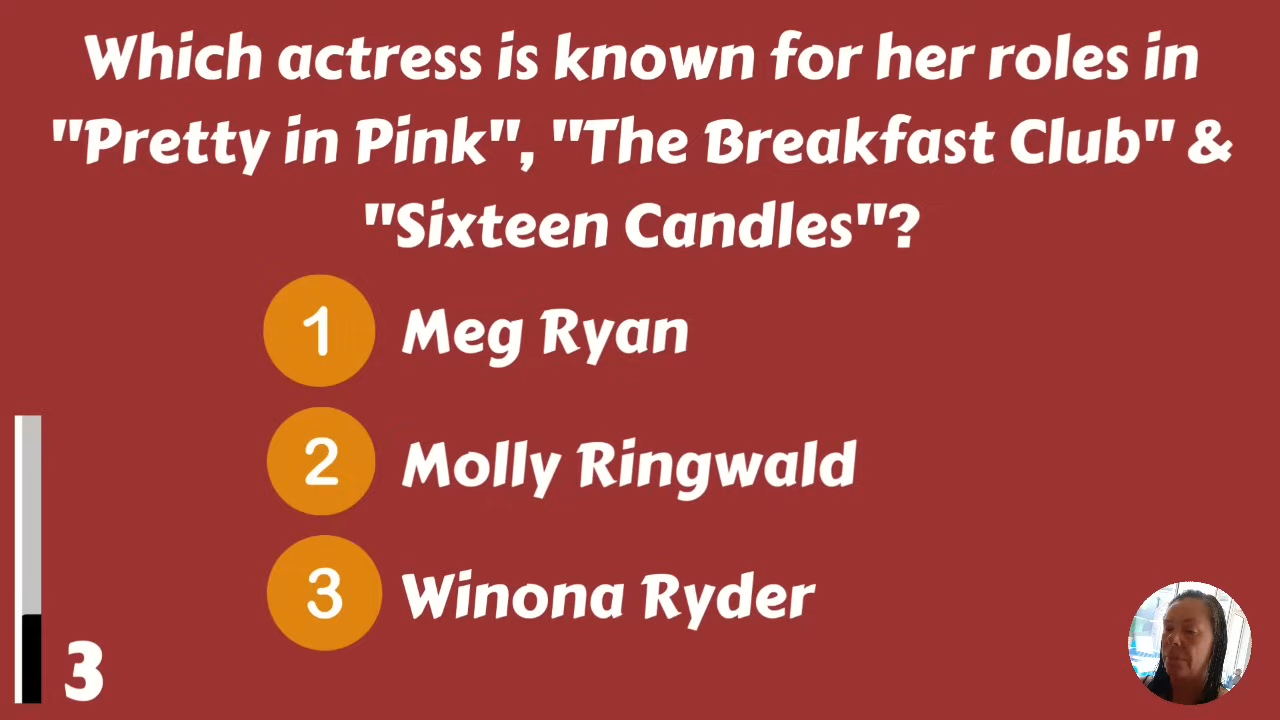 Which actress is known for her roles in
"Pretty in Pink", "The Breakfast Club" &
"Sixteen Candles"?
1 Meg Ryan
2 Molly Ringwald
3 Winona Ryder
3